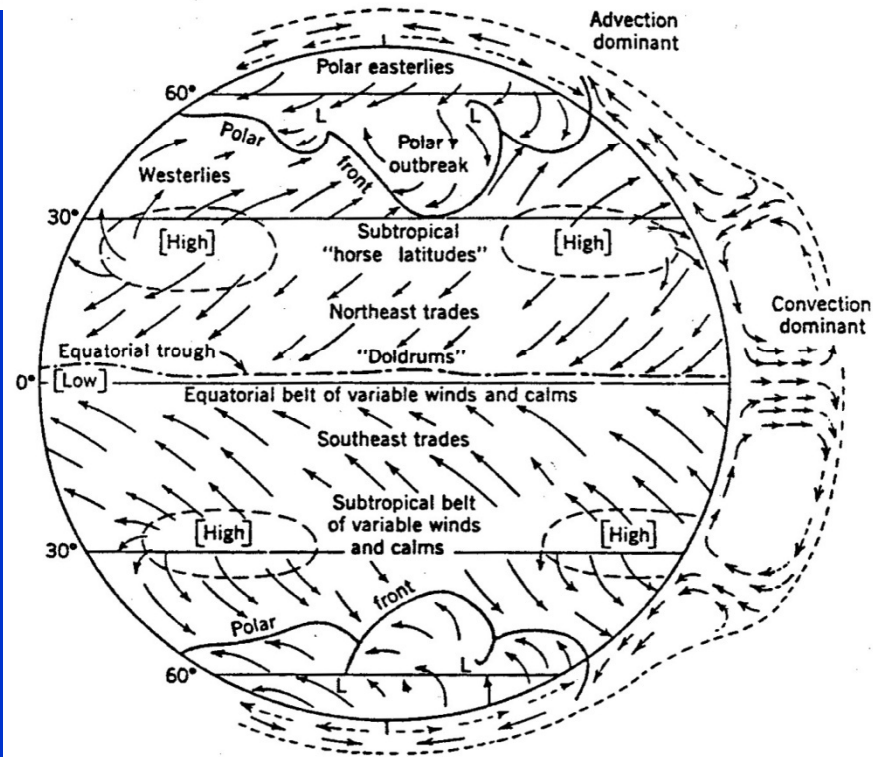 Advection
dominant
Polar easterlies
60°
L
L
Polar
front
Polar
outbreak
Westerlies
30°
[High]
Subtropical
"horse latitudes"
[High]
Northeast trades
Convection
dominant
Equatorial trough
"Doldrums"
0°
[Low]
Equatorial belt of variable winds and calms
Southeast trades
Subtropical belt
of variable winds
and calms
[High]
[High]
30°
Polar
front
60°
L
L